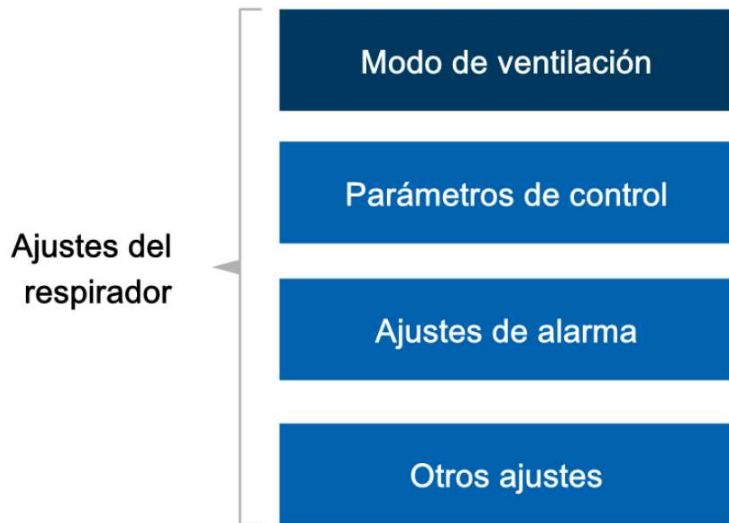 Modo de ventilación
Parámetros de control
Ajustes del
respirador
Ajustes de alarma
Otros ajustes